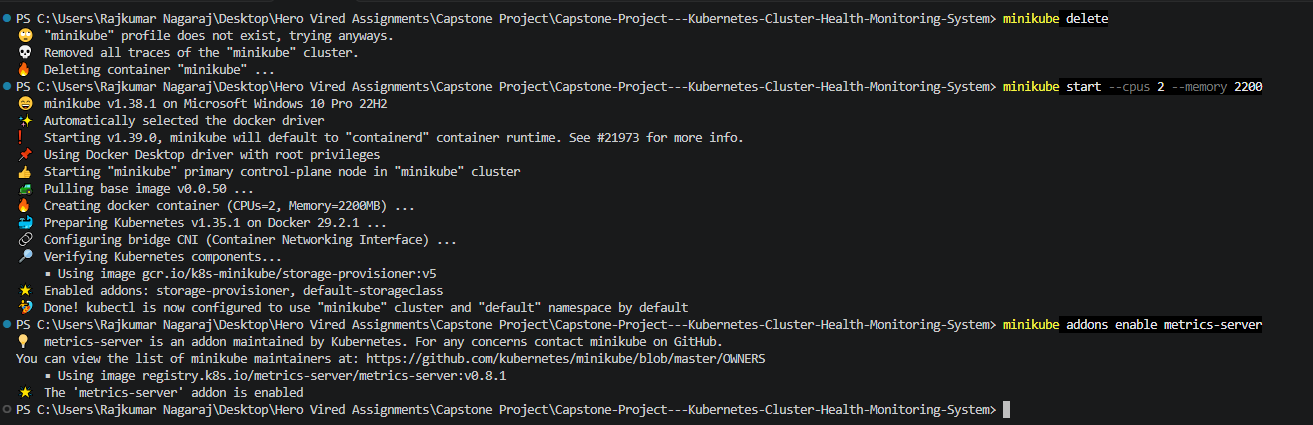 PS C:\Users\Rajkumar Nagaraj\Desktop\Hero Vired Assignments\Capstone Project\Capstone-Project---Kubernetes-Cluster-Health-Monitoring-System> minikube delete
🙄 "minikube" profile does not exist, trying anyways.
💀 Removed all traces of the "minikube" cluster.
🔥 Deleting container "minikube" ...
PS C:\Users\Rajkumar Nagaraj\Desktop\Hero Vired Assignments\Capstone Project\Capstone-Project---Kubernetes-Cluster-Health-Monitoring-System> minikube start --cpus 2 --memory 2200
😄 minikube v1.38.1 on Microsoft Windows 10 Pro 22H2
✨ Automatically selected the docker driver
❗ Starting v1.39.0, minikube will default to "containerd" container runtime. See #21973 for more info.
📌 Using Docker Desktop driver with root privileges
👍 Starting "minikube" primary control-plane node in "minikube" cluster
🚜 Pulling base image v0.0.50 ...
🔥 Creating docker container (CPUs=2, Memory=2200MB) ...
🐳 Preparing Kubernetes v1.35.1 on Docker 29.2.1 ...
🔗 Configuring bridge CNI (Container Networking Interface) ...
🔎 Verifying Kubernetes components...
▪ Using image gcr.io/k8s-minikube/storage-provisioner:v5
🌟 Enabled addons: storage-provisioner, default-storageclass
🏄 Done! kubectl is now configured to use "minikube" cluster and "default" namespace by default
PS C:\Users\Rajkumar Nagaraj\Desktop\Hero Vired Assignments\Capstone Project\Capstone-Project---Kubernetes-Cluster-Health-Monitoring-System> minikube addons enable metrics-server
💡 metrics-server is an addon maintained by Kubernetes. For any concerns contact minikube on GitHub.
You can view the list of minikube maintainers at: https://github.com/kubernetes/minikube/blob/master/OWNERS
▪ Using image registry.k8s.io/metrics-server/metrics-server:v0.8.1
🌟 The 'metrics-server' addon is enabled
PS C:\Users\Rajkumar Nagaraj\Desktop\Hero Vired Assignments\Capstone Project\Capstone-Project---Kubernetes-Cluster-Health-Monitoring-System>